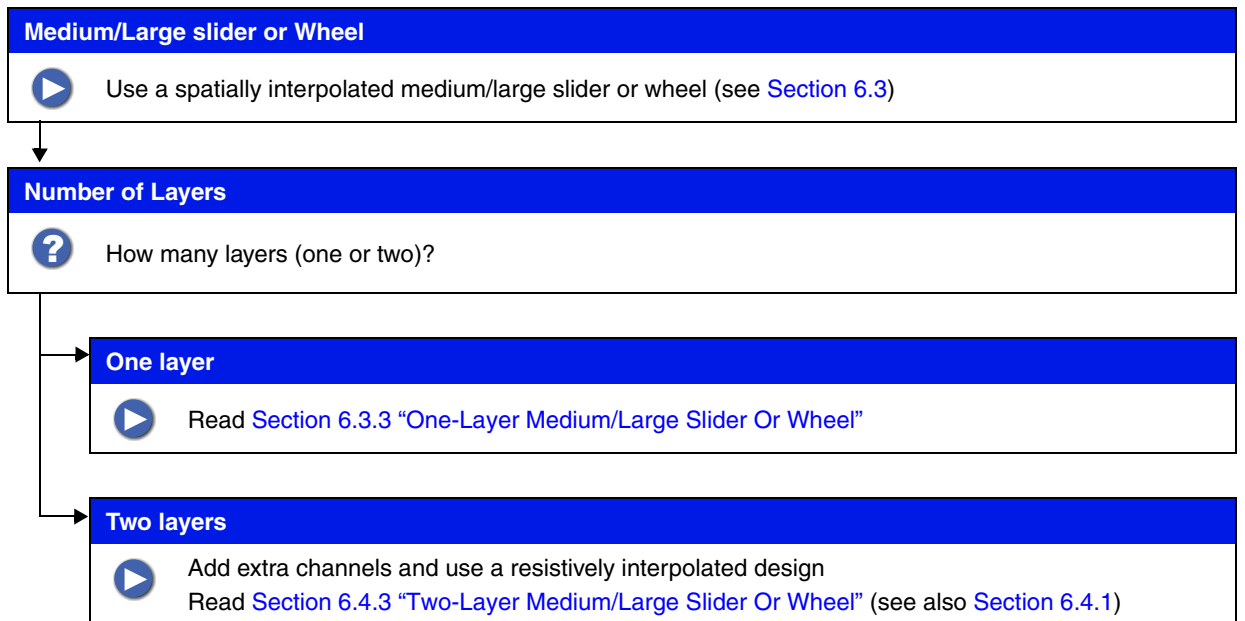 Medium/Large slider or Wheel
Use a spatially interpolated medium/large slider or wheel (see Section 6.3)
Number of Layers
?
How many layers (one or two)?
One layer
Read Section 6.3.3 “One-Layer Medium/Large Slider Or Wheel”
Two layers
Add extra channels and use a resistively interpolated design
Read Section 6.4.3 “Two-Layer Medium/Large Slider Or Wheel” (see also Section 6.4.1)